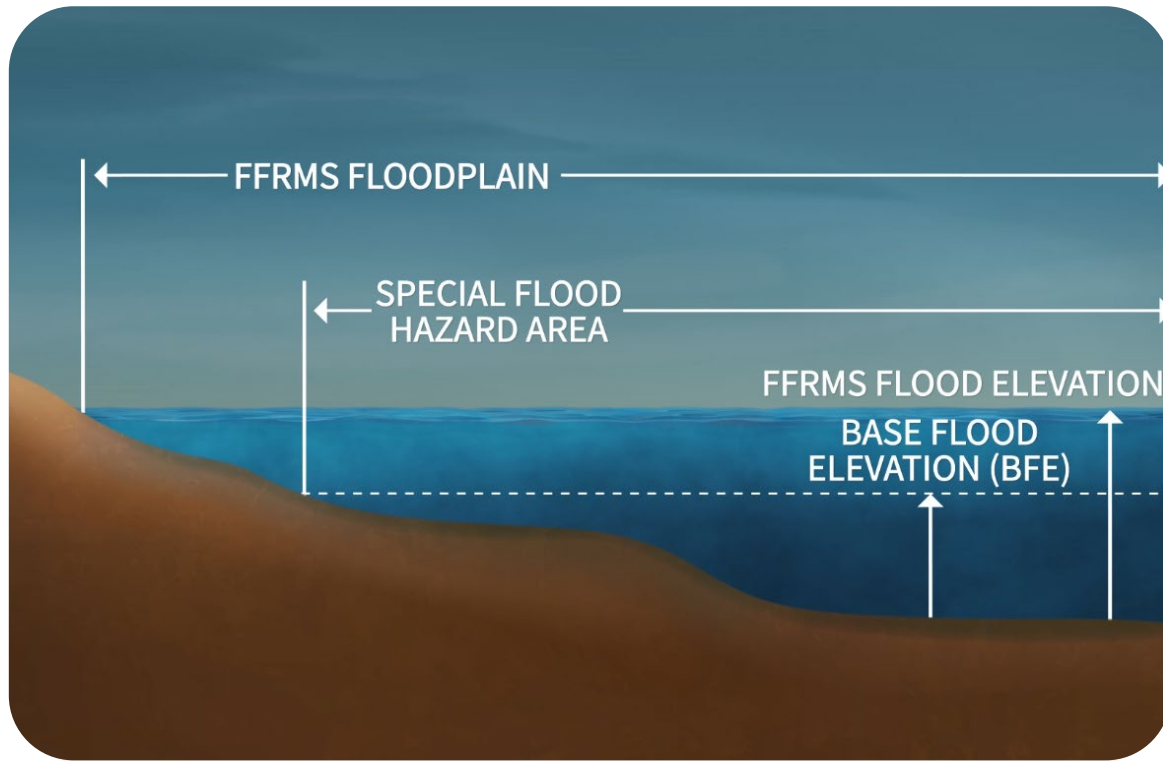 FFRMS FLOODPLAIN
SPECIAL FLOOD
HAZARD AREA
FFRMS FLOOD ELEVATION
BASE FLOOD
ELEVATION (BFE)